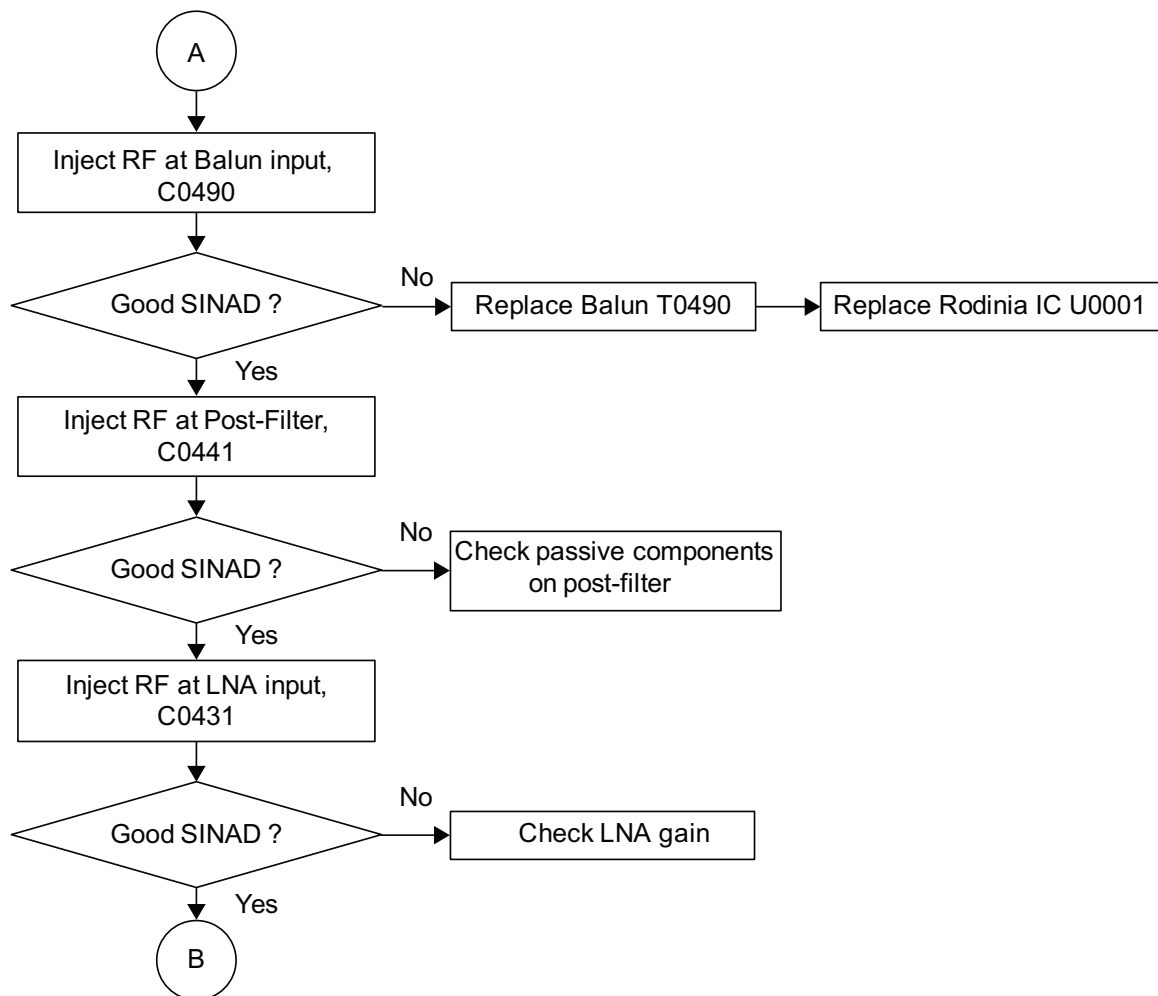 A
Inject RF at Balun input,
C0490
Good SINAD ?
No
Replace Balun T0490
Replace Rodinia IC U0001
Yes
Inject RF at Post-Filter,
C0441
Good SINAD ?
No
Check passive components
on post-filter
Yes
Inject RF at LNA input,
C0431
Good SINAD ?
No
Check LNA gain
Yes
B